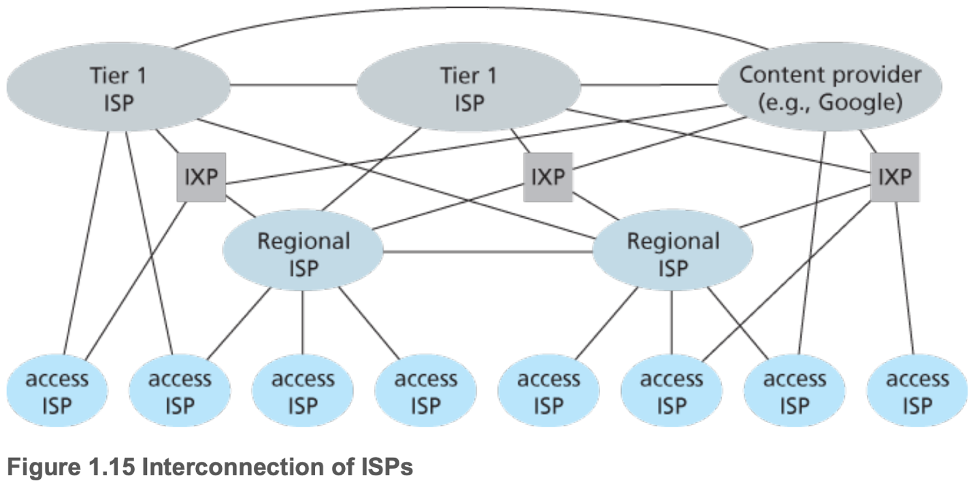 Tier 1
ISP
Tier 1
ISP
Content provider
(e.g., Google)
IXP
IXP
IXP
Regional
ISP
Regional
ISP
access
ISP
access
ISP
access
ISP
access
ISP
access
ISP
access
ISP
access
ISP
access
ISP
Figure 1.15 Interconnection of ISPs